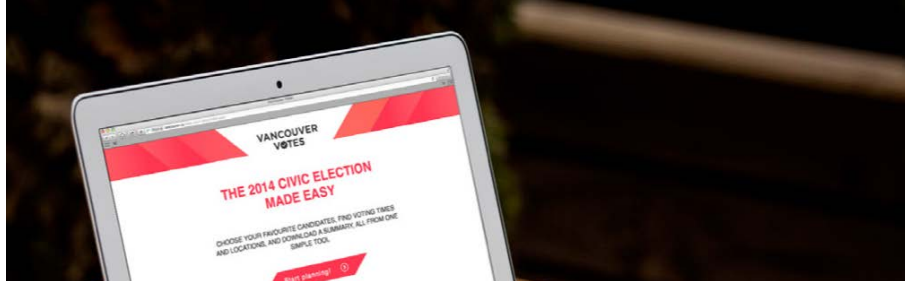 VANCOUVER
VOTES
THE 2014 CIVIC ELECTION
MADE EASY
CHOOSE YOUR FAVOURITE CANDIDATES, FIND VOTING TIMES
AND LOCATIONS, AND DOWNLOAD A SUMMARY, ALL FROM ONE
SIMPLE TOOL
Start planning!